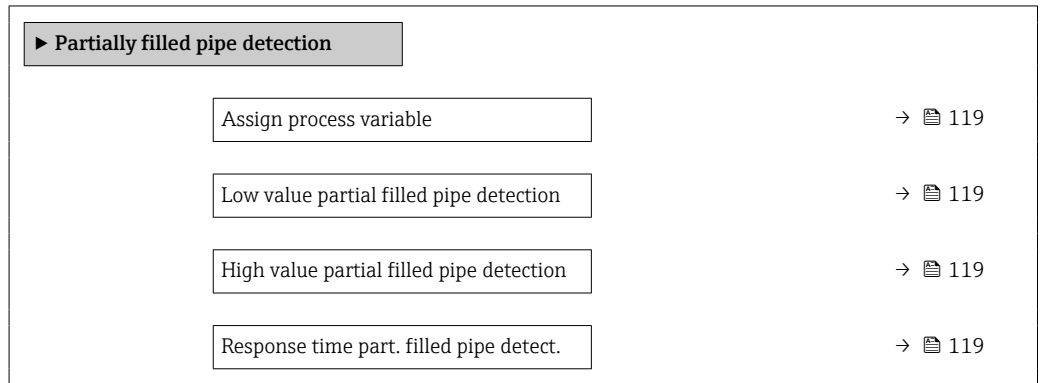 ► Partially filled pipe detection
Assign process variable → 119
Low value partial filled pipe detection → 119
High value partial filled pipe detection → 119
Response time part. filled pipe detect. → 119